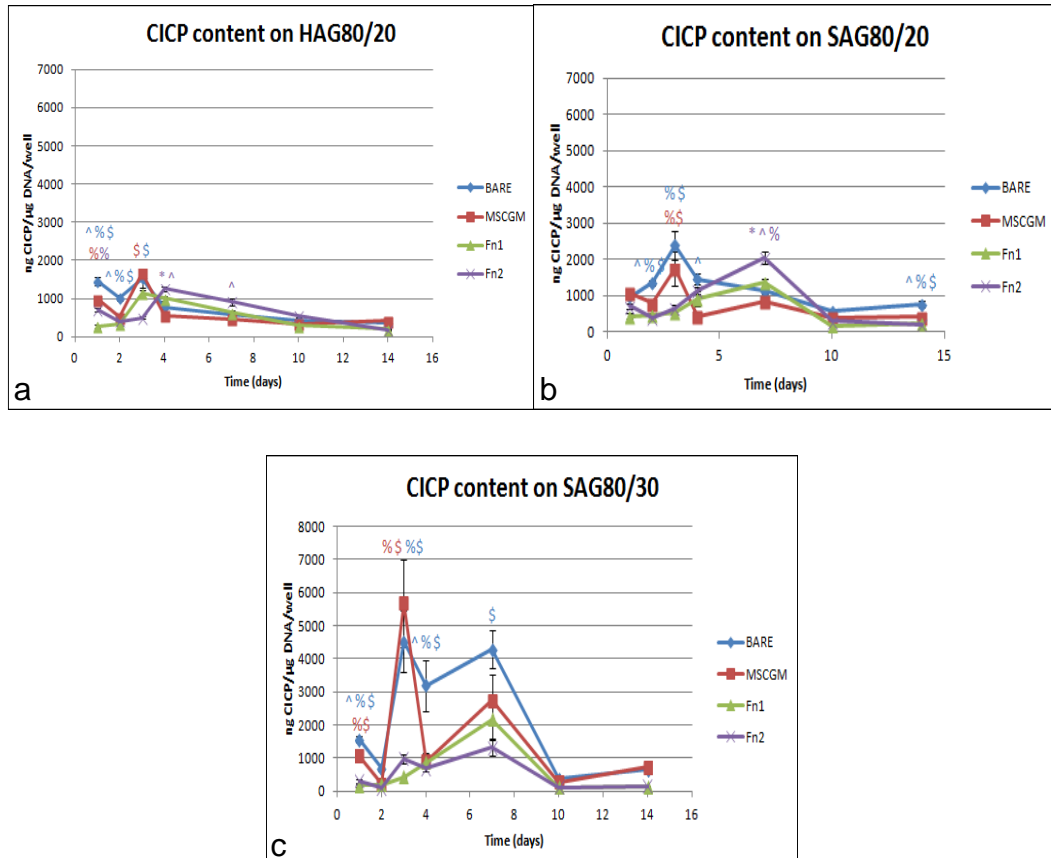 CICP content on HAG80/20
ng CICP/µg DNA/well
7000
6000
5000
4000
3000
2000
1000
0
^ % $
%%
^ % $
$ $
* ^
^
0 2 4 6 8 10 12 14 16
Time (days)
BARE
MSCGM
Fn1
Fn2
a
CICP content on SAG80/20
ng CICP/µg DNA/well
7000
6000
5000
4000
3000
2000
1000
0
% $
%$
^ % $
^
* ^ %
^ % $
0 5 10 15
Time (days)
BARE
MSCGM
Fn1
Fn2
b
CICP content on SAG80/30
ng CICP/µg DNA/well
8000
7000
6000
5000
4000
3000
2000
1000
0
% $ %$
^ % $
$
^ % $
%$
0 2 4 6 8 10 12 14 16
Time (days)
BARE
MSCGM
Fn1
Fn2
c